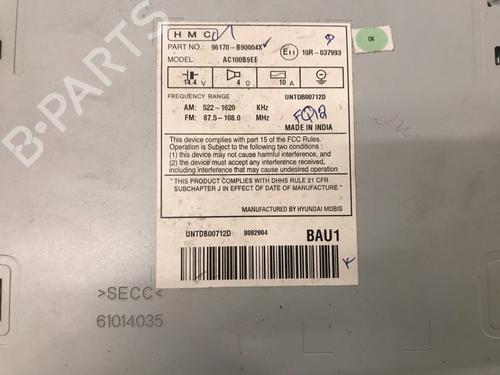 HMC
OK
PART NO.: 96170-B90004X
E11 10R-037993
MODEL: AC100B9EE
14.4 V 4 Ω 10 A
FREQUENCY RANGE UNTDB00712D
AM: 522-1620 KHz
FM: 87.5-108.0 MHz
MADE IN INDIA
This device complies with part 15 of the FCC Rules.
Operation is Subject to the following two conditions :
(1) this device may not cause harmful interference, and
(2) the device must accept any interference received,
including interference that may cause undesired operation
" THIS PRODUCT COMPLIES WITH DHHS RULE 21 CFR
SUBCHAPTER J IN EFFECT OF DATE OF MANUFACTURE "
MANUFACTURED BY HYUNDAI MOBIS
UNTDB00712D 8092904 BAU1
>SECC<
61014035
B-PARTS